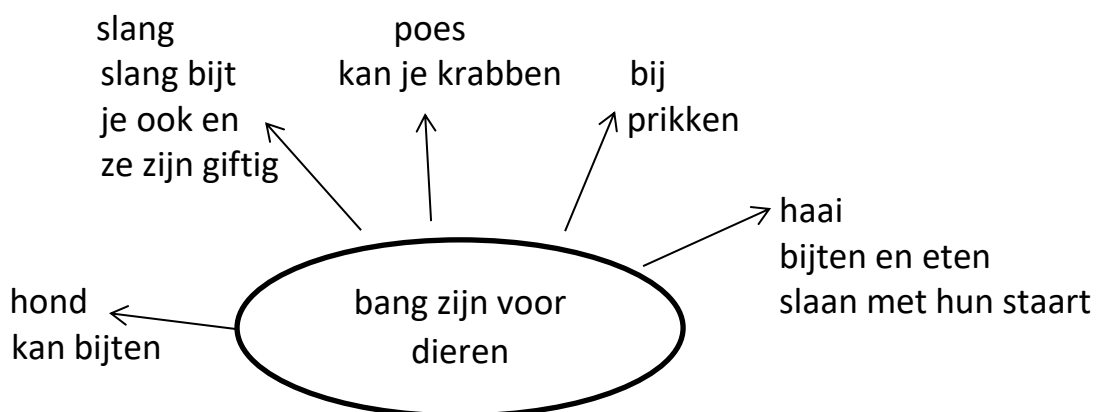 slang
slang bijt
je ook en
ze zijn giftig
poes
kan je krabben
bij
prikken
haai
bijten en eten
slaan met hun staart
hond
kan bijten
bang zijn voor
dieren